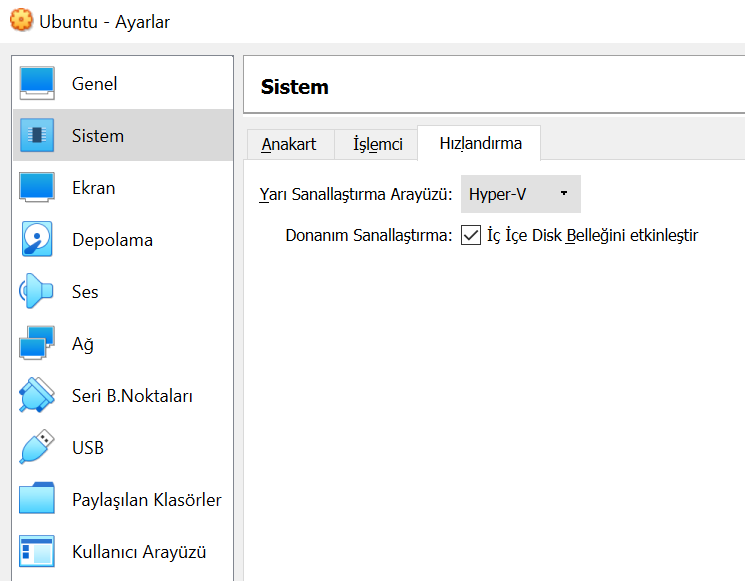 Ubuntu - Ayarlar
Genel
Sistem
Ekran
Depolama
Ses
Ağ
Seri B.Noktaları
USB
Paylaşılan Klasörler
Kullanıcı Arayüzü
Sistem
Anakart İşlemci Hızlandırma
Yarı Sanallaştırma Arayüzü: Hyper-V
Donanım Sanallaştırma: İç İçe Disk Belleğini etkinleştir